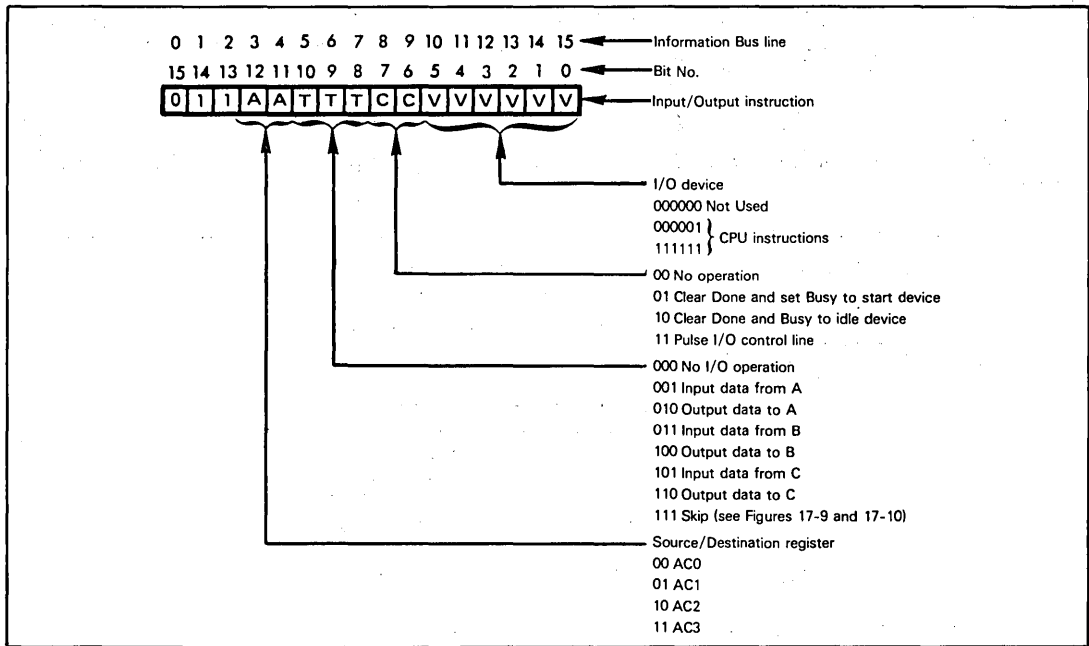 0 1 2 3 4 5 6 7 8 9 10 11 12 13 14 15 Information Bus line
15 14 13 12 11 10 9 8 7 6 5 4 3 2 1 0 Bit No.
0 1 1 A A T T T C C V V V V V V Input/Output instruction
I/O device
000000 Not Used
000001
111111 } CPU instructions
00 No operation
01 Clear Done and set Busy to start device
10 Clear Done and Busy to idle device
11 Pulse I/O control line
000 No I/O operation
001 Input data from A
010 Output data to A
011 Input data from B
100 Output data to B
101 Input data from C
110 Output data to C
111 Skip (see Figures 17-9 and 17-10)
Source/Destination register
00 AC0
01 AC1
10 AC2
11 AC3